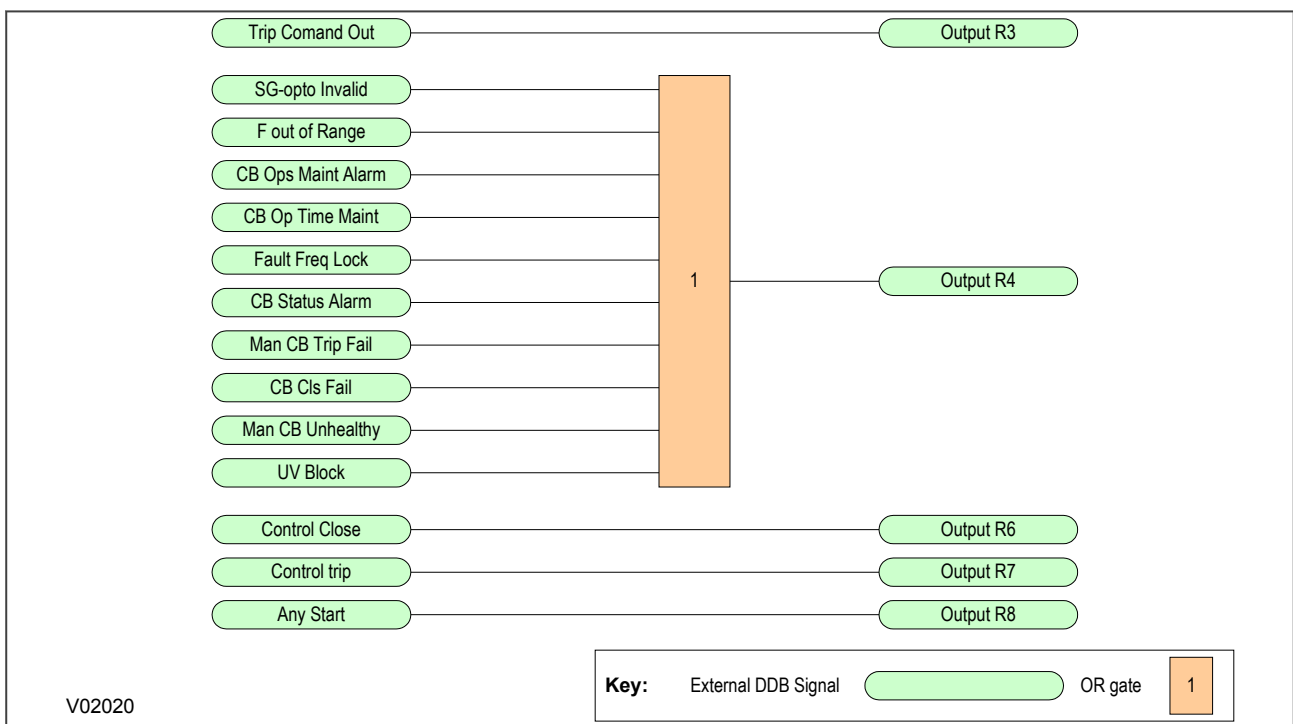 Trip Comand Out Output R3
SG-opto Invalid
F out of Range
CB Ops Maint Alarm
CB Op Time Maint
Fault Freq Lock
1 Output R4
CB Status Alarm
Man CB Trip Fail
CB Cls Fail
Man CB Unhealthy
UV Block
Control Close Output R6
Control trip Output R7
Any Start Output R8
Key: External DDB Signal OR gate 1
V02020